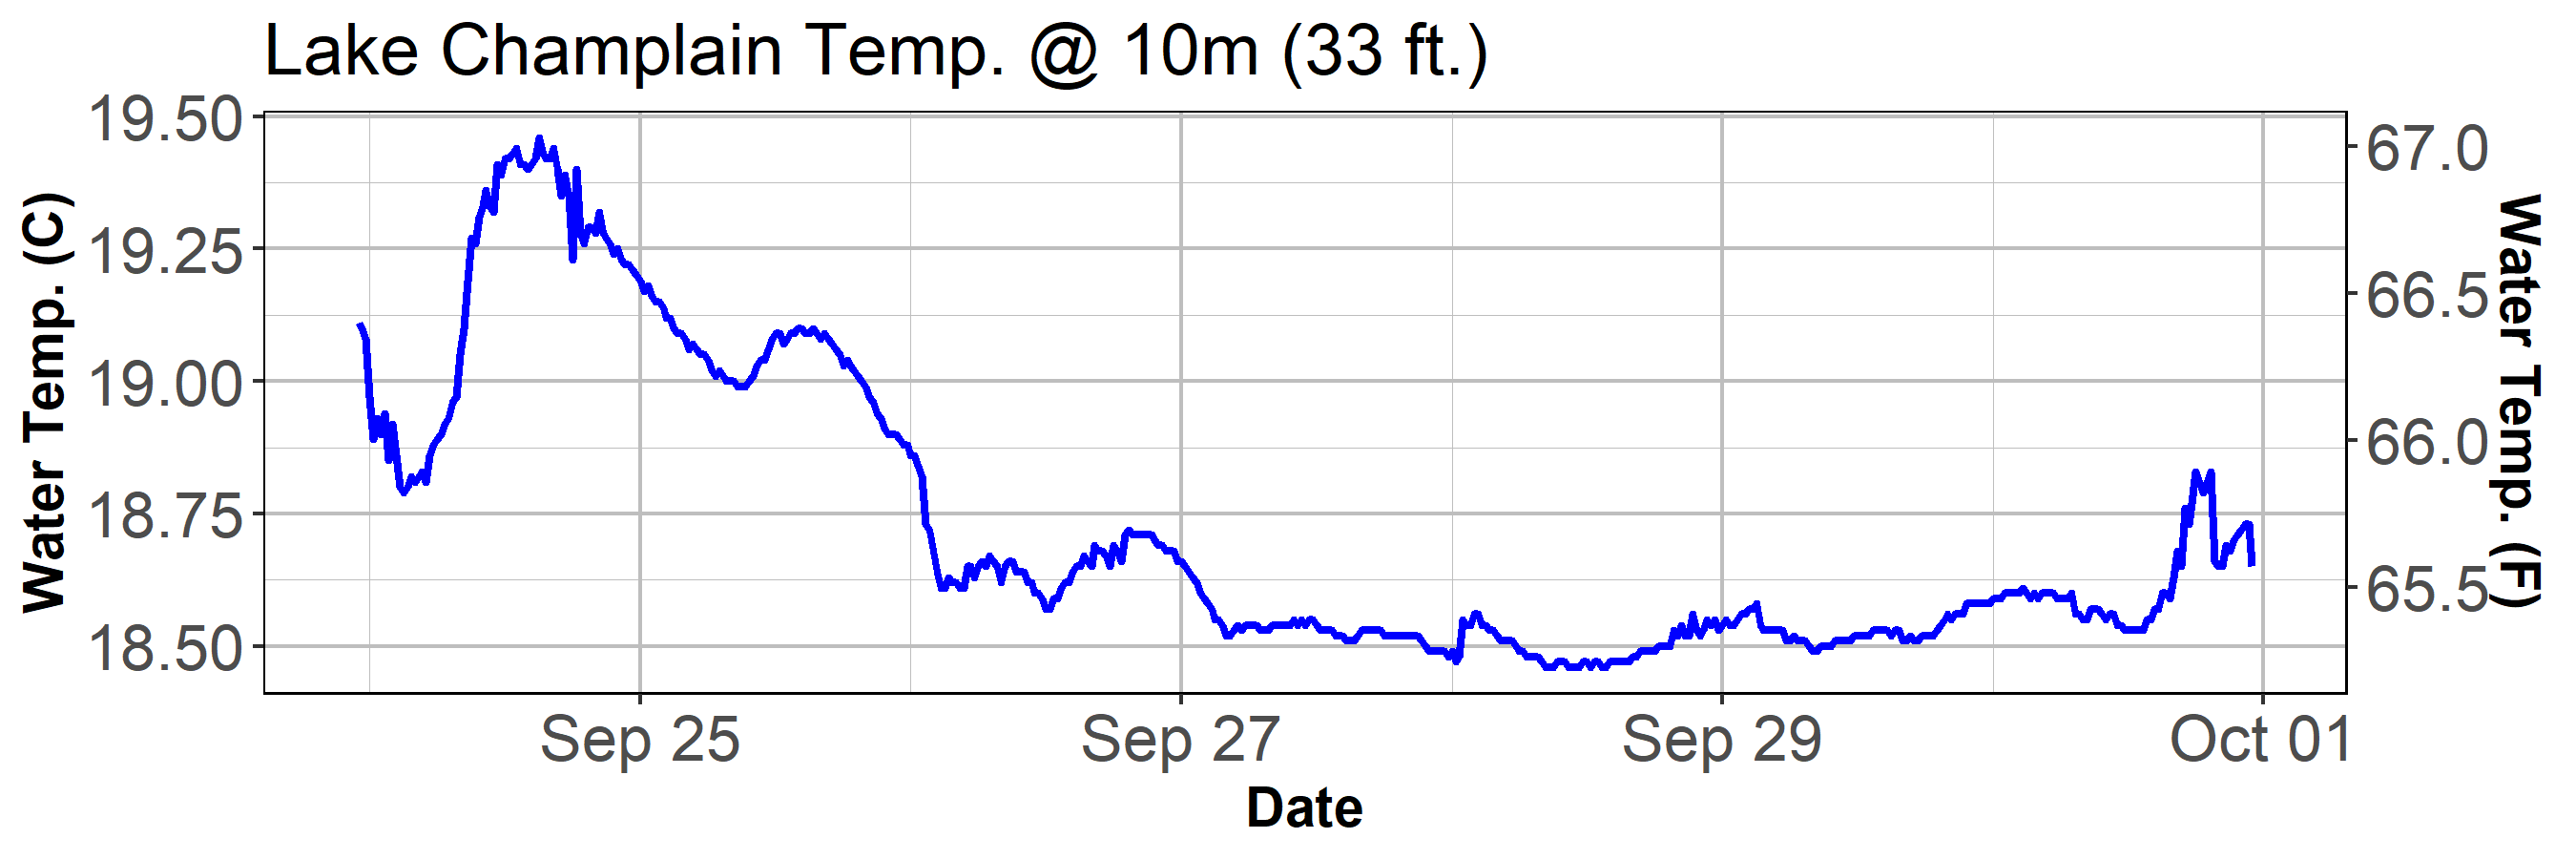 Lake Champlain Temp. @ 10m (33 ft.)
Water Temp. (C)
19.50
19.25
19.00
18.75
18.50
67.0
66.5
66.0
65.5
Water Temp. (F)
Sep 25 Sep 27 Sep 29 Oct 01
Date